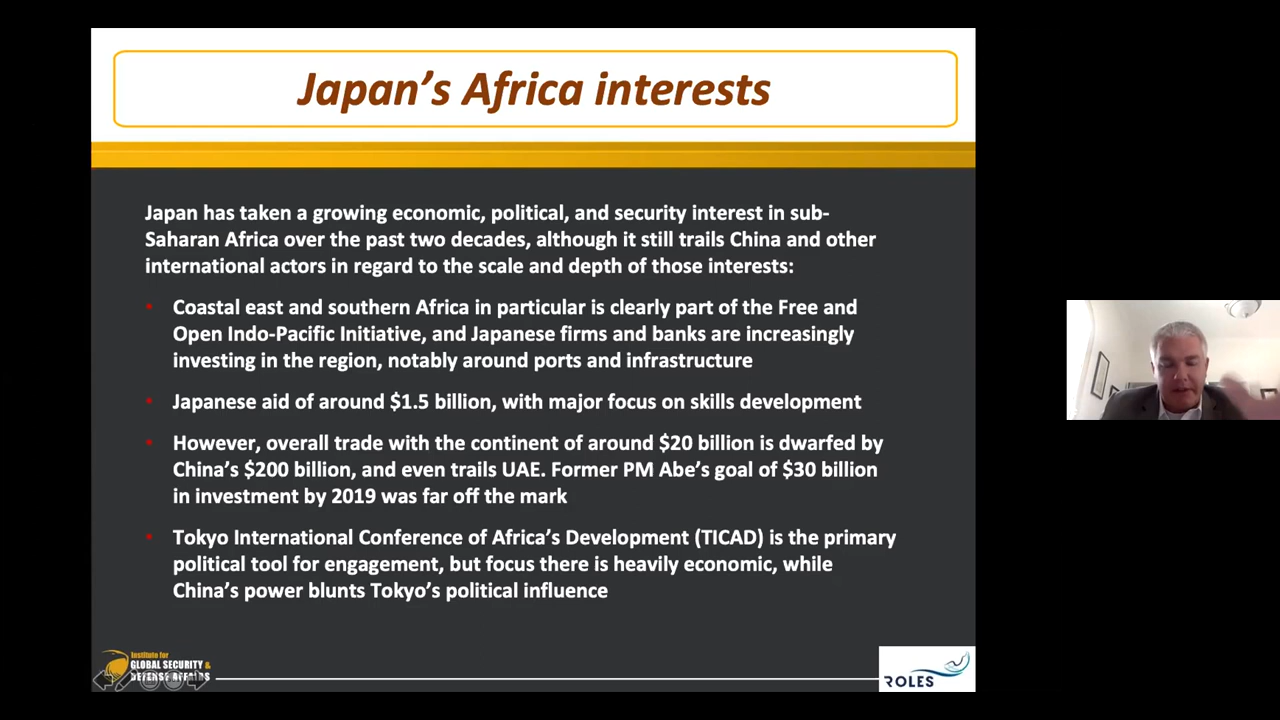 Japan’s Africa interests
Japan has taken a growing economic, political, and security interest in sub-
Saharan Africa over the past two decades, although it still trails China and other
international actors in regard to the scale and depth of those interests:
• Coastal east and southern Africa in particular is clearly part of the Free and
Open Indo-Pacific Initiative, and Japanese firms and banks are increasingly
investing in the region, notably around ports and infrastructure
• Japanese aid of around $1.5 billion, with major focus on skills development
• However, overall trade with the continent of around $20 billion is dwarfed by
China’s $200 billion, and even trails UAE. Former PM Abe’s goal of $30 billion
in investment by 2019 was far off the mark
• Tokyo International Conference of Africa’s Development (TICAD) is the primary
political tool for engagement, but focus there is heavily economic, while
China’s power blunts Tokyo’s political influence
Institute for
GLOBAL SECURITY &
DEFENSE AFFAIRS
ROLES